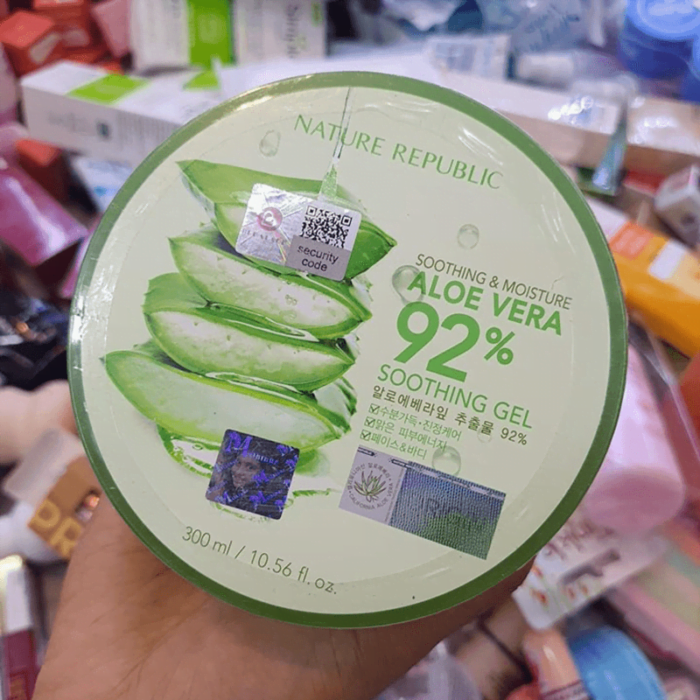 NATURE REPUBLIC
security
code
SOOTHING & MOISTURE
ALOE VERA
92%
SOOTHING GEL
알로에베라잎 추출물 92%
☑수분가득·진정케어
☑맑은 피부에너지
☑페이스&바디
ORIGIN
300 ml / 10.56 fl. oz.